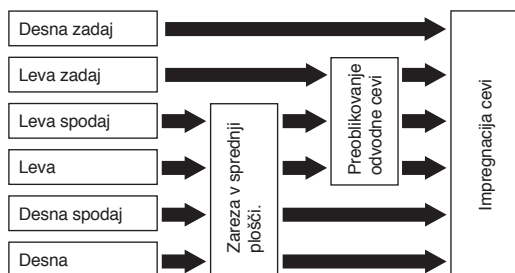 Desna zadaj
Leva zadaj
Leva spodaj
Leva
Desna spodaj
Desna
Zareza v sprednji
plošči.
Preoblikovanje
odvodne cevi
Impregnacija cevi